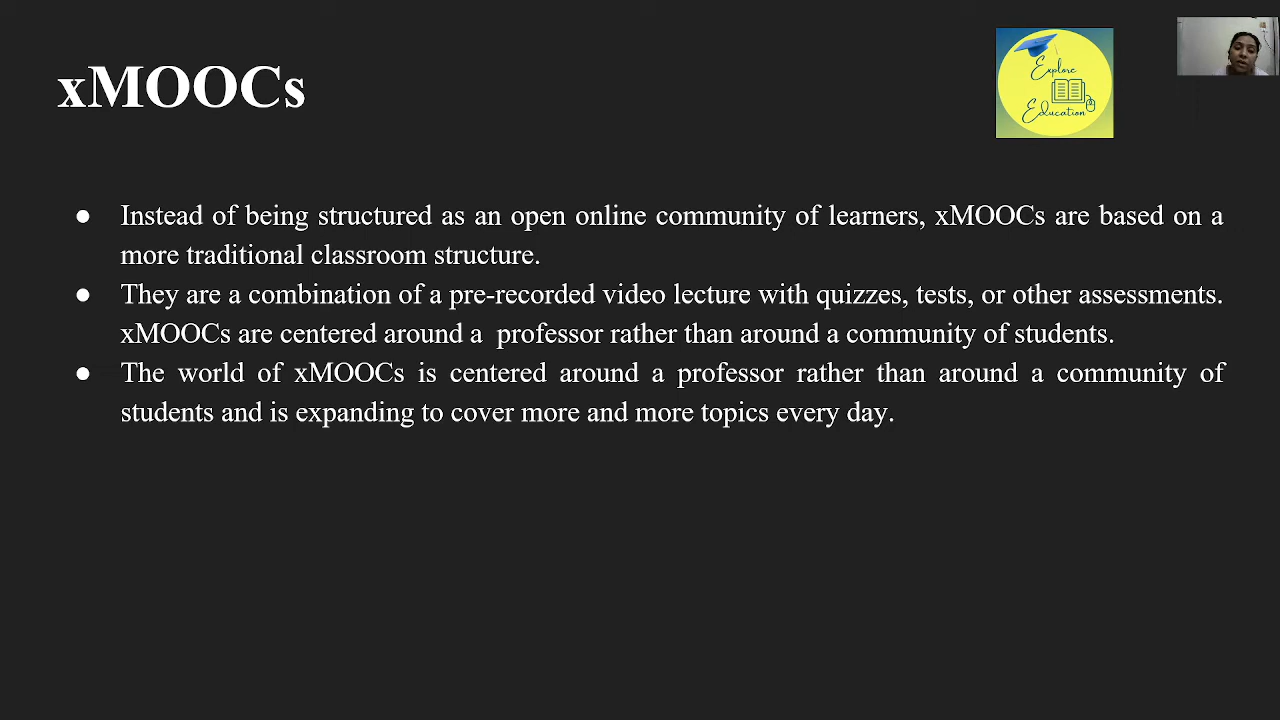 xMOOCs
Explore
Education
● Instead of being structured as an open online community of learners, xMOOCs are based on a
more traditional classroom structure.
● They are a combination of a pre-recorded video lecture with quizzes, tests, or other assessments.
xMOOCs are centered around a  professor rather than around a community of students.
● The world of xMOOCs is centered around a professor rather than around a community of
students and is expanding to cover more and more topics every day.